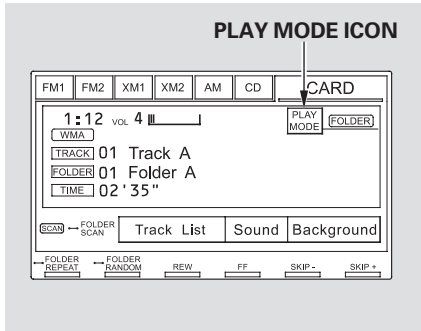 PLAY MODE ICON
FM1 FM2 XM1 XM2 AM CD CARD
1:12 VOL 4 PLAY MODE FOLDER
WMA
TRACK 01 Track A
FOLDER 01 Folder A
TIME 02'35"
SCAN FOLDER SCAN Track List Sound Background
FOLDER REPEAT FOLDER RANDOM REW FF SKIP - SKIP +